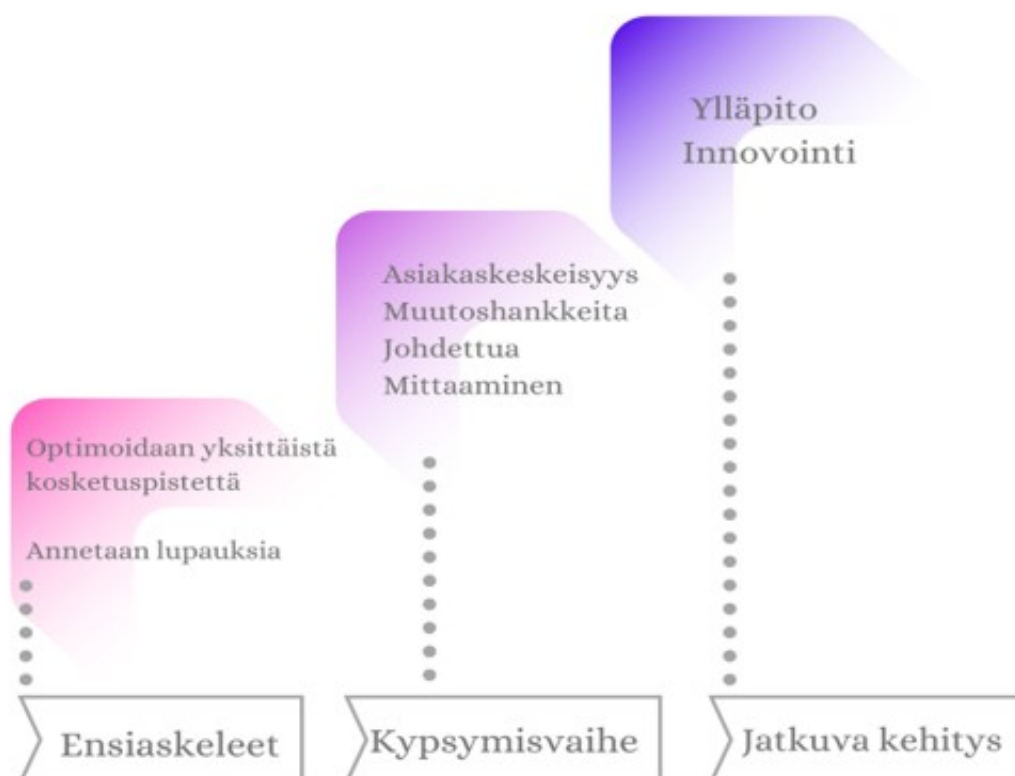 Ylläpito
Innovointi
Asiakaskeskeisyys
Muutoshankkeita
Johdettua
Mittaaminen
Optimoidaan yksittäistä
kosketuspistettä
Annetaan lupauksia
Ensiaskeleet
Kypsymisvaihe
Jatkuva kehitys